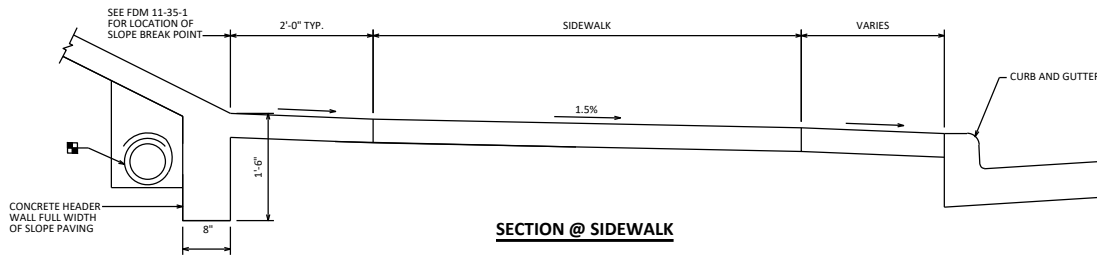 SEE FDM 11-35-1
FOR LOCATION OF
SLOPE BREAK POINT
2'-0" TYP.
SIDEWALK
VARIES
CURB AND GUTTER
1.5%
1'-6"
CONCRETE HEADER
WALL FULL WIDTH
OF SLOPE PAVING
8"
SECTION @ SIDEWALK